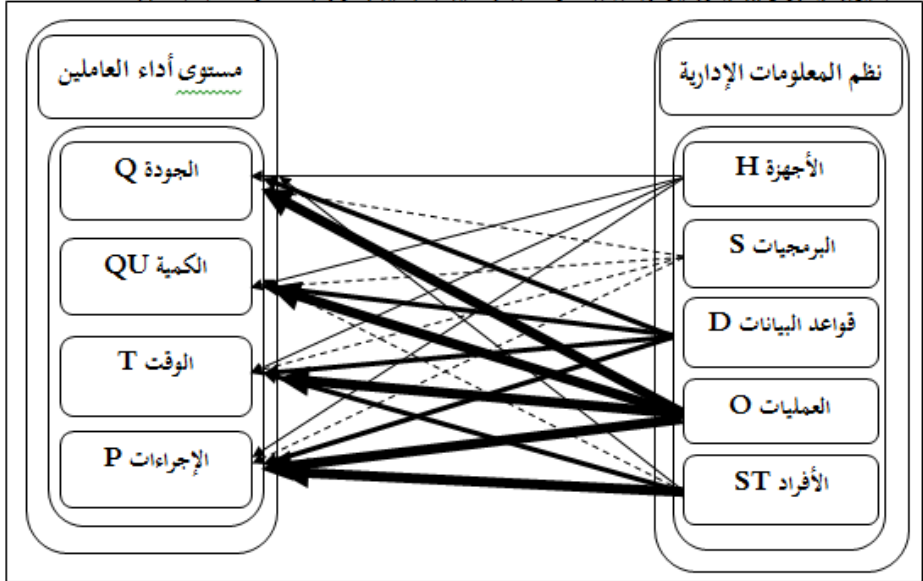 نظم المعلومات الإدارية
الأجهزة H
البرمجيات S
قواعد البيانات D
العمليات O
الأفراد ST
مستوى أداء العاملين
الجودة Q
الكمية QU
الوقت T
الإجراءات P